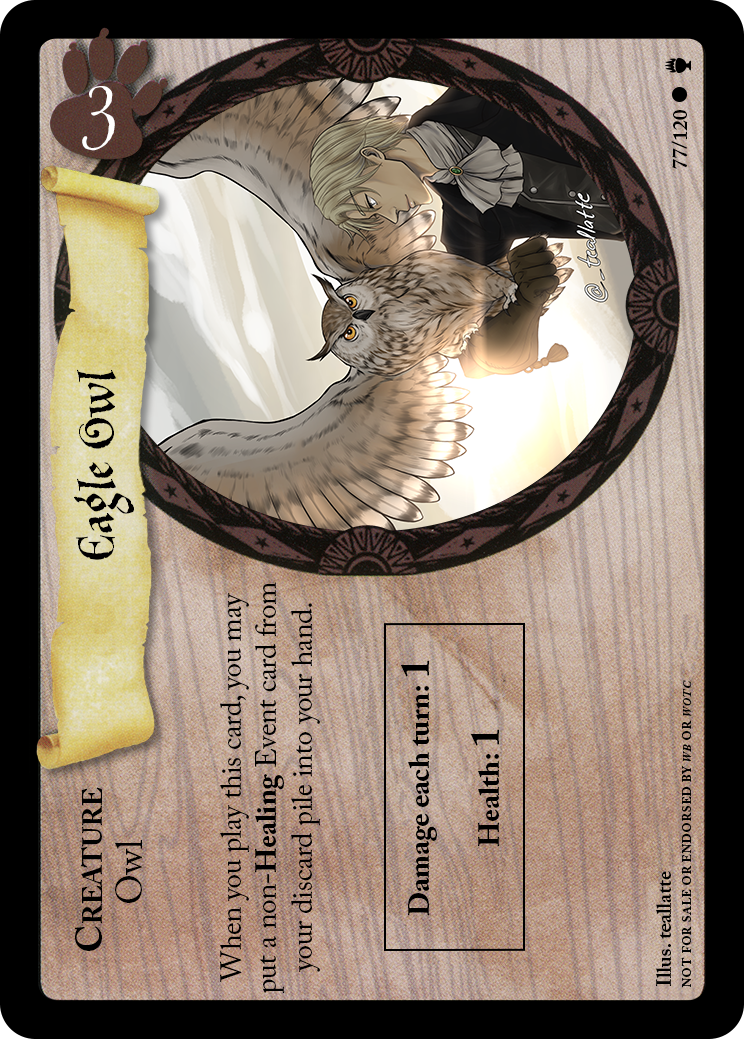 3
Eagle Owl
CREATURE
Owl
When you play this card, you may
put a non-Healing Event card from
your discard pile into your hand.
Damage each turn: 1
Health: 1
@_teallatte
Illus. teallatte
NOT FOR SALE OR ENDORSED BY WB OR WOTC
77/120